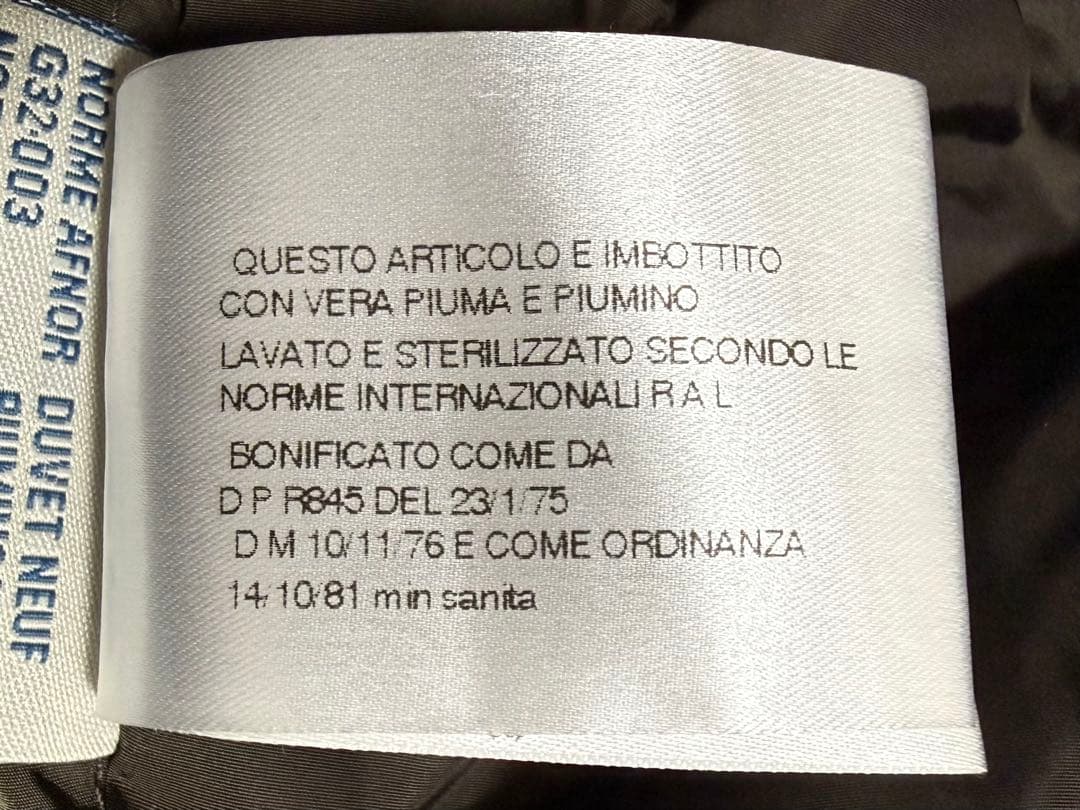 QUESTO ARTICOLO E IMBOTTITO
CON VERA PIUMA E PIUMINO
LAVATO E STERILIZZATO SECONDO LE
NORME INTERNAZIONALI R A L
BONIFICATO COME DA
D P R845 DEL 23/1/75
D M 10/11/76 E COME ORDINANZA
14/10/81 min sanita
NORME AFNOR DUVET NEUF
G32-003